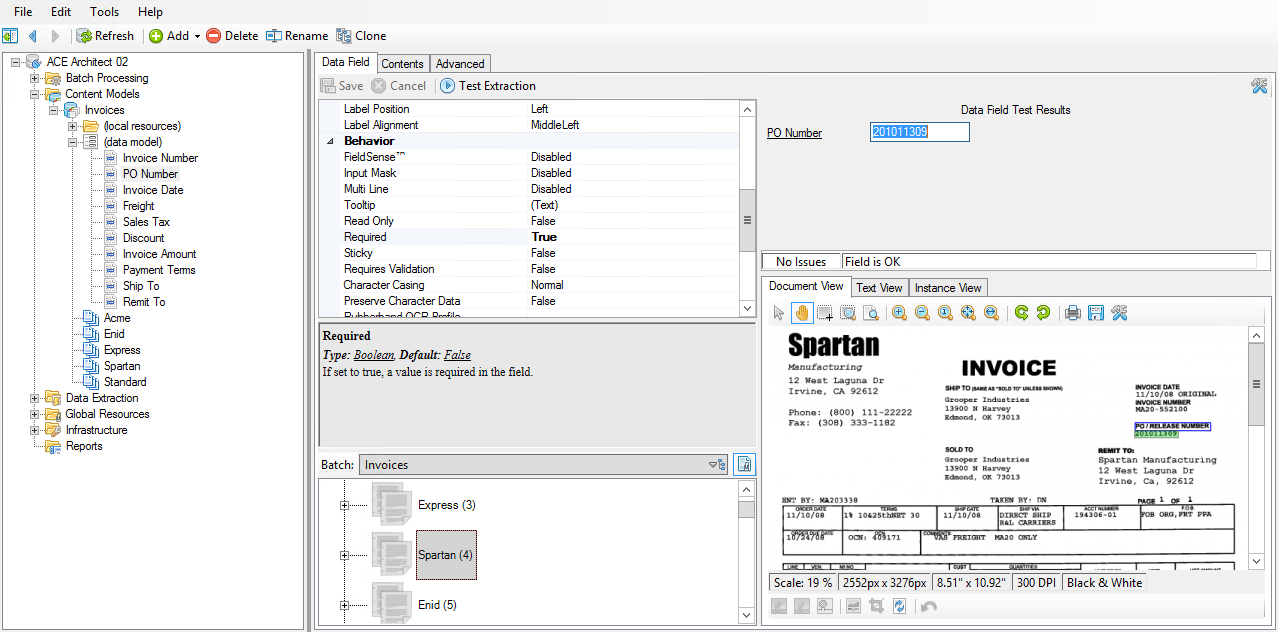 File Edit Tools Help
Refresh Add Delete Rename Clone
ACE Architect 02
Batch Processing
Content Models
Invoices
(local resources)
(data model)
Invoice Number
PO Number
Invoice Date
Freight
Sales Tax
Discount
Invoice Amount
Payment Terms
Ship To
Remit To
Acme
Enid
Express
Spartan
Standard
Data Extraction
Global Resources
Infrastructure
Reports
Data Field Contents Advanced
Save Cancel Test Extraction
Label Position Left
Label Alignment MiddleLeft
Behavior
FieldSense™ Disabled
Input Mask Disabled
Multi Line Disabled
Tooltip (Text)
Read Only False
Required True
Sticky False
Requires Validation False
Character Casing Normal
Preserve Character Data False
Rubberband OCR Profile
Required
Type: Boolean, Default: False
If set to true, a value is required in the field.
Batch: Invoices
Express (3)
Spartan (4)
Enid (5)
Data Field Test Results
PO Number 201011309
No Issues Field is OK
Document View Text View Instance View
Spartan
Manufacturing
12 West Laguna Dr
Irvine, CA 92612
Phone: (800) 111-22222
Fax: (308) 333-1182
INVOICE
SHIP TO (SAME AS "SOLD TO" UNLESS SHOWN)
Grooper Industries
13900 N Harvey
Edmond, OK 73013
INVOICE DATE
11/10/08 ORIGINAL
INVOICE NUMBER
MA20-552100
PO / RELEASE NUMBER
201011309
SOLD TO
Grooper Industries
13900 N Harvey
Edmond, OK 73013
REMIT TO:
Spartan Manufacturing
12 West Laguna Dr
Irvine, Ca, 92612
ENT BY: MA203338 TAKEN BY: DN PAGE 1 OF 1
ORDER DATE TERMS SHIP DATE SHIP VIA ACCT NUMBER F.O.B.
11/10/08 1% 10&25thNET 30 11/10/08 DIRECT SHIP 194306-01 FOB ORG,FRT PPA
R&L CARRIERS
ORDER DUE DATE OCN COMMENTS
10/24/08 OCN: 409171 VAS FREIGHT MA20 ONLY
LINE VEN CUST QUANTITIES
Scale: 19 % 2552px x 3276px 8.51" x 10.92" 300 DPI Black & White